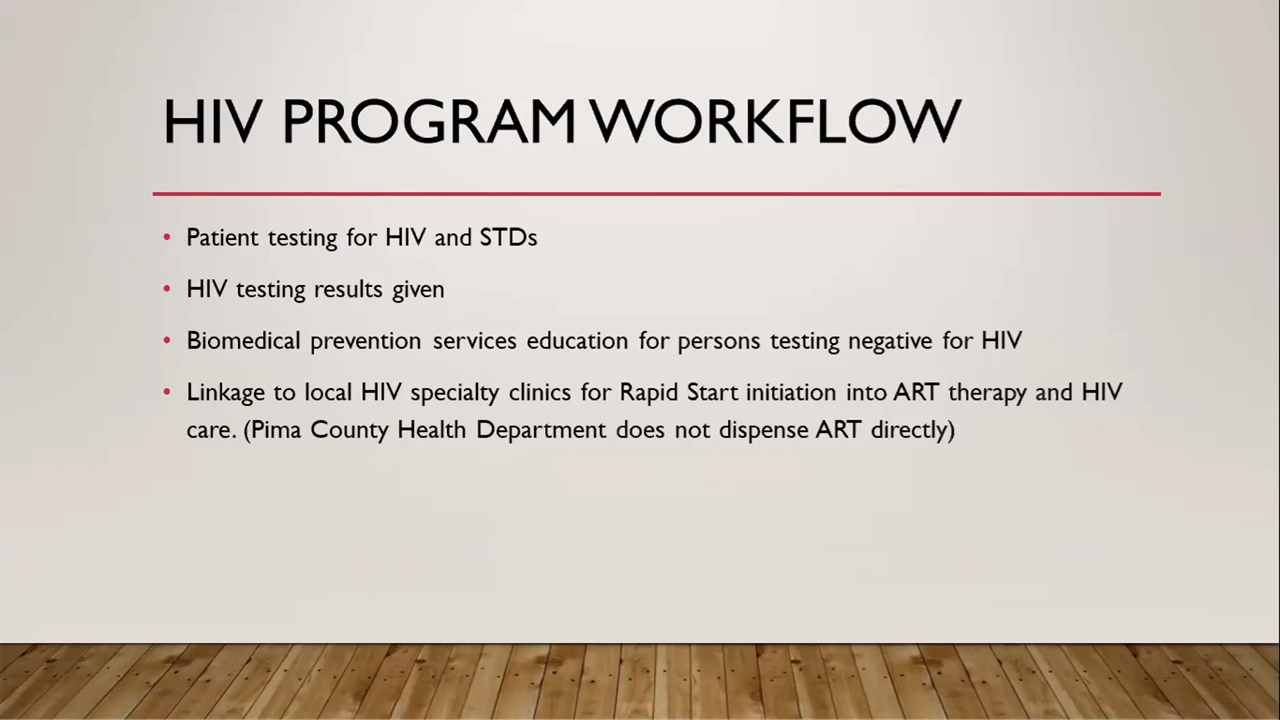 HIV PROGRAM WORKFLOW
• Patient testing for HIV and STDs
• HIV testing results given
• Biomedical prevention services education for persons testing negative for HIV
• Linkage to local HIV specialty clinics for Rapid Start initiation into ART therapy and HIV
care. (Pima County Health Department does not dispense ART directly)